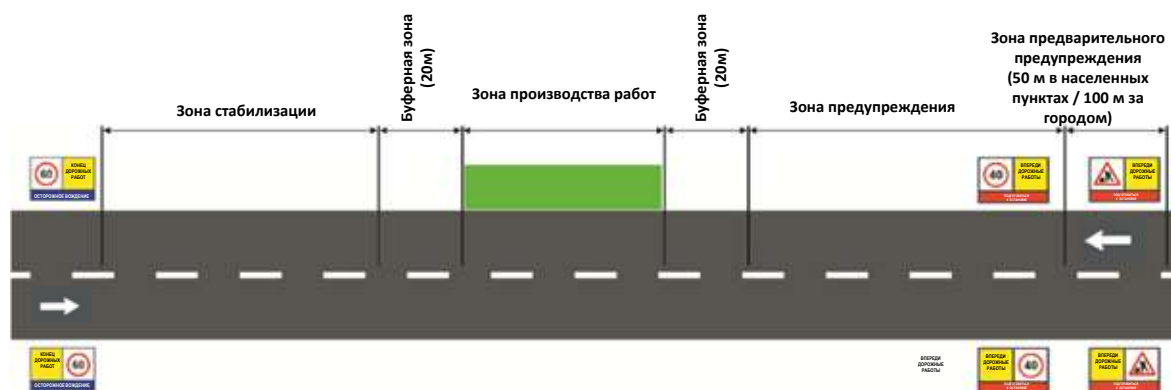 Зона стабилизации
Буферная зона
(20м)
Зона производства работ
Буферная зона
(20м)
Зона предупреждения
Зона предварительного
предупреждения
(50 м в населенных
пунктах / 100 м за
городом)
60
КОНЕЦ
ДОРОЖНЫХ
РАБОТ
ОСТОРОЖНОЕ ВОЖДЕНИЕ
40
ВПЕРЕДИ
ДОРОЖНЫЕ
РАБОТЫ
ВПЕРЕДИ
ДОРОЖНЫЕ
РАБОТЫ
КОНЕЦ
ДОРОЖНЫХ
РАБОТ
60
ОСТОРОЖНОЕ ВОЖДЕНИЕ
ВПЕРЕДИ
ДОРОЖНЫЕ
РАБОТЫ
ВПЕРЕДИ
ДОРОЖНЫЕ
РАБОТЫ
40
ВПЕРЕДИ
ДОРОЖНЫЕ
РАБОТЫ